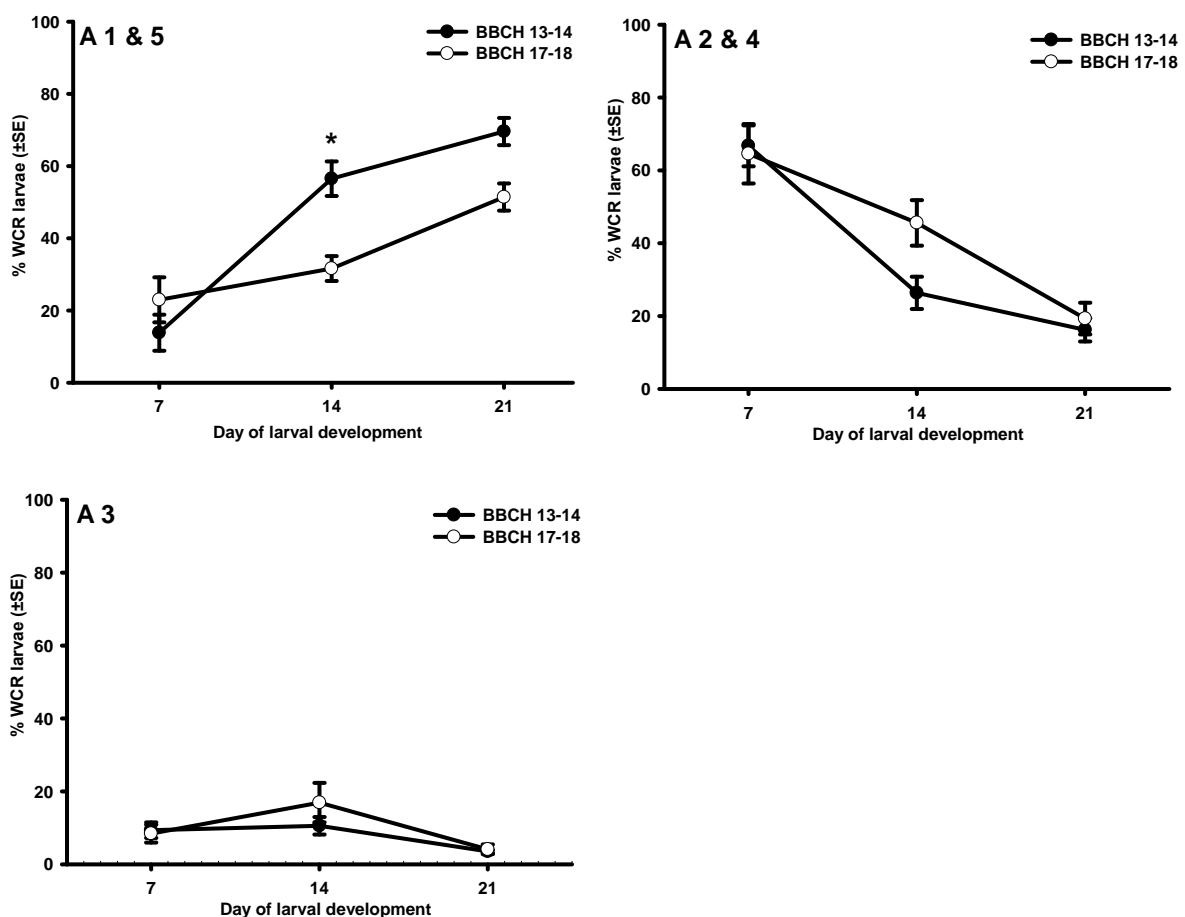 A 1 & 5
BBCH 13-14
BBCH 17-18
% WCR larvae (±SE)
100
80
60
40
20
0
*
7 14 21
Day of larval development
A 2 & 4
BBCH 13-14
BBCH 17-18
% WCR larvae (±SE)
100
80
60
40
20
0
7 14 21
Day of larval development
A 3
BBCH 13-14
BBCH 17-18
% WCR larvae (±SE)
100
80
60
40
20
0
7 14 21
Day of larval development